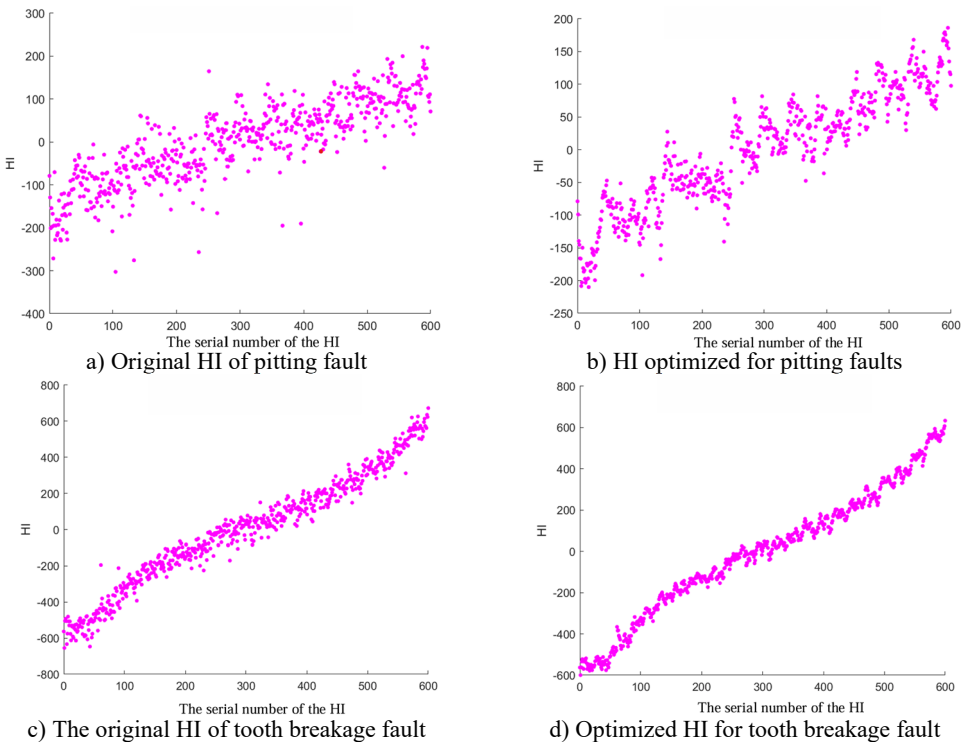 300
200
100
0
-100
-200
-300
-400
HI
0 100 200 300 400 500 600
The serial number of the HI
a) Original HI of pitting fault
200
150
100
50
0
-50
-100
-150
-200
-250
HI
0 100 200 300 400 500 600
The serial number of the HI
b) HI optimized for pitting faults
800
600
400
200
0
-200
-400
-600
-800
HI
0 100 200 300 400 500 600
The serial number of the HI
c) The original HI of tooth breakage fault
800
600
400
200
0
-200
-400
-600
HI
0 100 200 300 400 500 600
The serial number of the HI
d) Optimized HI for tooth breakage fault